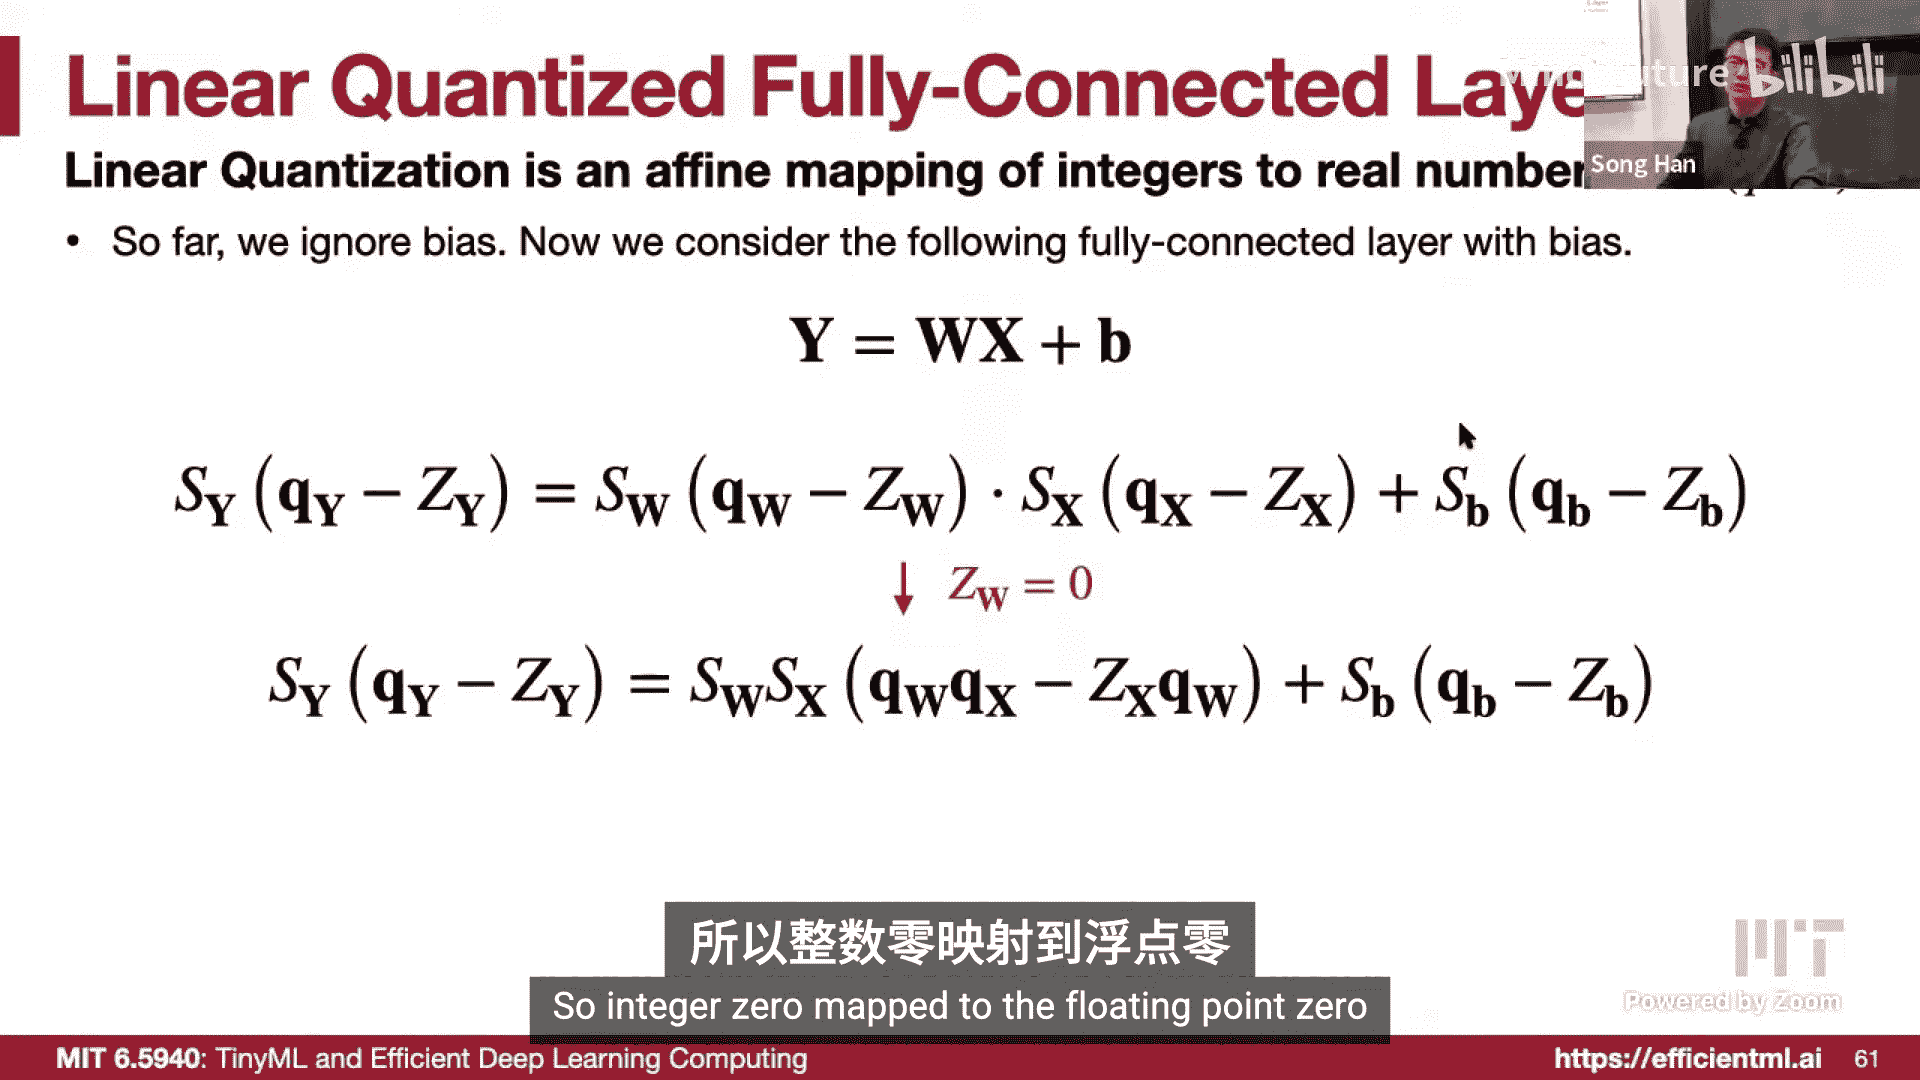 Linear Quantized Fully-Connected Laye
Linear Quantization is an affine mapping of integers to real number
Song Han
bilibili
• So far, we ignore bias. Now we consider the following fully-connected layer with bias.
Y = WX + b
S_Y (q_Y − Z_Y) = S_W (q_W − Z_W) · S_X (q_X − Z_X) + S_b (q_b − Z_b)
↓ Z_W = 0
S_Y (q_Y − Z_Y) = S_W S_X (q_W q_X − Z_X q_W) + S_b (q_b − Z_b)
所以整数零映射到浮点零
So integer zero mapped to the floating point zero
MIT
Powered by Zoom
MIT 6.5940: TinyML and Efficient Deep Learning Computing
https://efficientml.ai 61